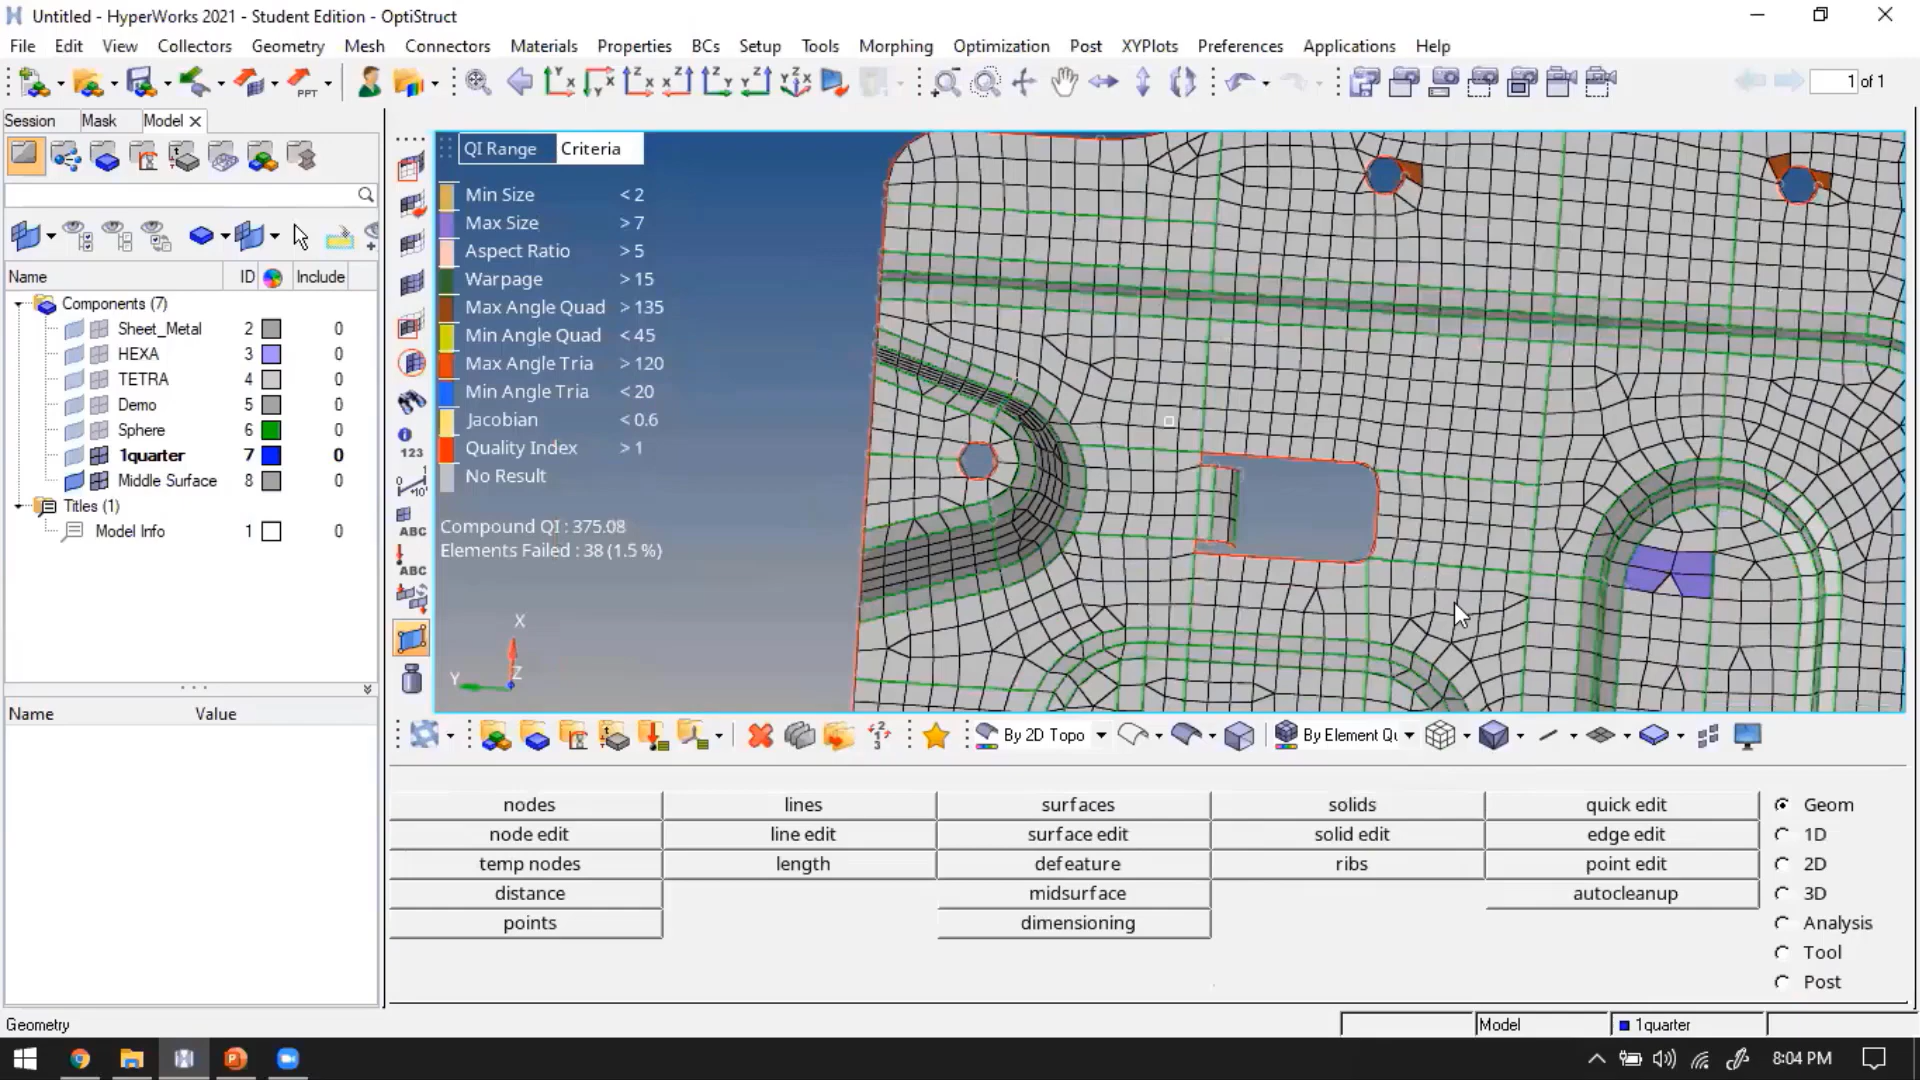 Untitled - HyperWorks 2021 - Student Edition - OptiStruct
File Edit View Collectors Geometry Mesh Connectors Materials Properties BCs Setup Tools Morphing Optimization Post XYPlots Preferences Applications Help
PPT
1 of 1
Session Mask Model
Name ID Include
Components (7)
Sheet_Metal 2 0
HEXA 3 0
TETRA 4 0
Demo 5 0
Sphere 6 0
1quarter 7 0
Middle Surface 8 0
Titles (1)
Model Info 1 0
Name Value
123
ABC
ABC
QI Range Criteria
Min Size < 2
Max Size > 7
Aspect Ratio > 5
Warpage > 15
Max Angle Quad > 135
Min Angle Quad < 45
Max Angle Tria > 120
Min Angle Tria < 20
Jacobian < 0.6
Quality Index > 1
No Result
Compound QI : 375.08
Elements Failed : 38 (1.5 %)
X
Y
Z
By 2D Topo By Element Qu
nodes lines surfaces solids quick edit Geom
node edit line edit surface edit solid edit edge edit 1D
temp nodes length defeature ribs point edit 2D
distance midsurface autocleanup 3D
points dimensioning Analysis
Tool
Post
Geometry Model 1quarter
8:04 PM